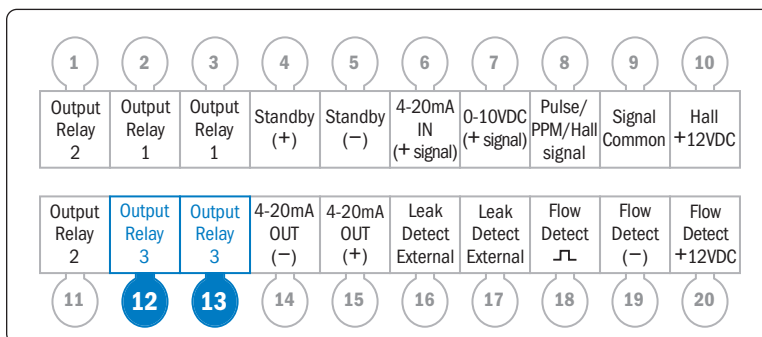 1 2 3 4 5 6 7 8 9 10
Output Relay 2
Output Relay 1
Output Relay 1
Standby (+)
Standby (−)
4-20mA IN (+ signal)
0-10VDC (+ signal)
Pulse/ PPM/Hall signal
Signal Common
Hall +12VDC
Output Relay 2
Output Relay 3
Output Relay 3
4-20mA OUT (−)
4-20mA OUT (+)
Leak Detect External
Leak Detect External
Flow Detect
Flow Detect (−)
Flow Detect +12VDC
11 12 13 14 15 16 17 18 19 20